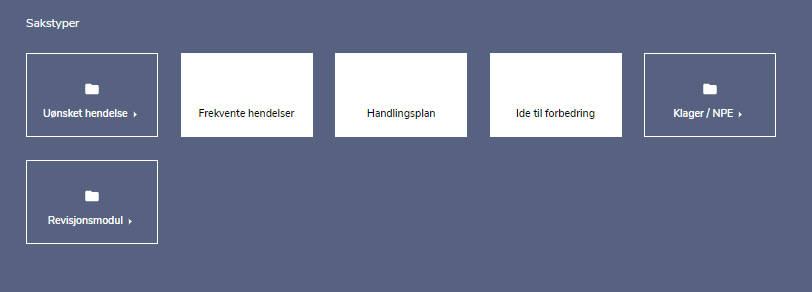 Sakstyper
Uønsket hendelse
Frekvente hendelser
Handlingsplan
Ide til forbedring
Klager / NPE
Revisjonsmodul